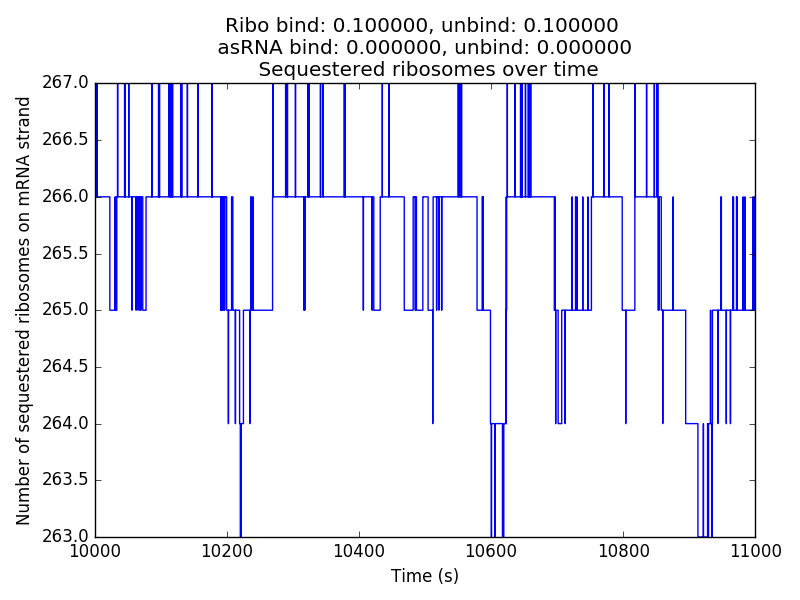 Ribo bind: 0.100000, unbind: 0.100000
asRNA bind: 0.000000, unbind: 0.000000
Sequestered ribosomes over time
Number of sequestered ribosomes on mRNA strand
267.0
266.5
266.0
265.5
265.0
264.5
264.0
263.5
263.0
10000 10200 10400 10600 10800 11000
Time (s)